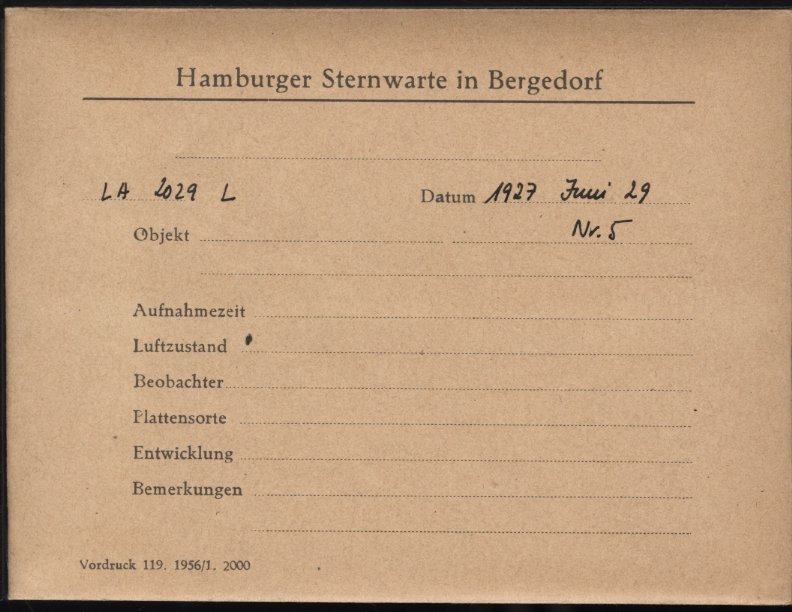 Hamburger Sternwarte in Bergedorf
LA 2029 L Datum 1927 Juni 29
Objekt Nr. 5
Aufnahmezeit
Luftzustand
Beobachter
Plattensorte
Entwicklung
Bemerkungen
Vordruck 119. 1956/1. 2000